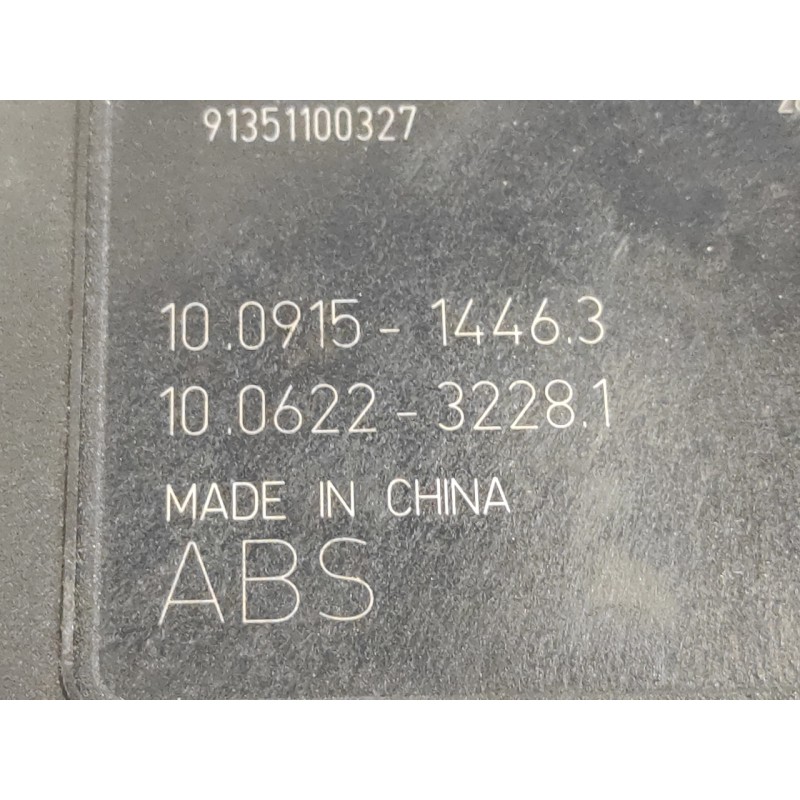 91351100327
10.0915-1446.3
10.0622-3228.1
MADE IN CHINA
ABS